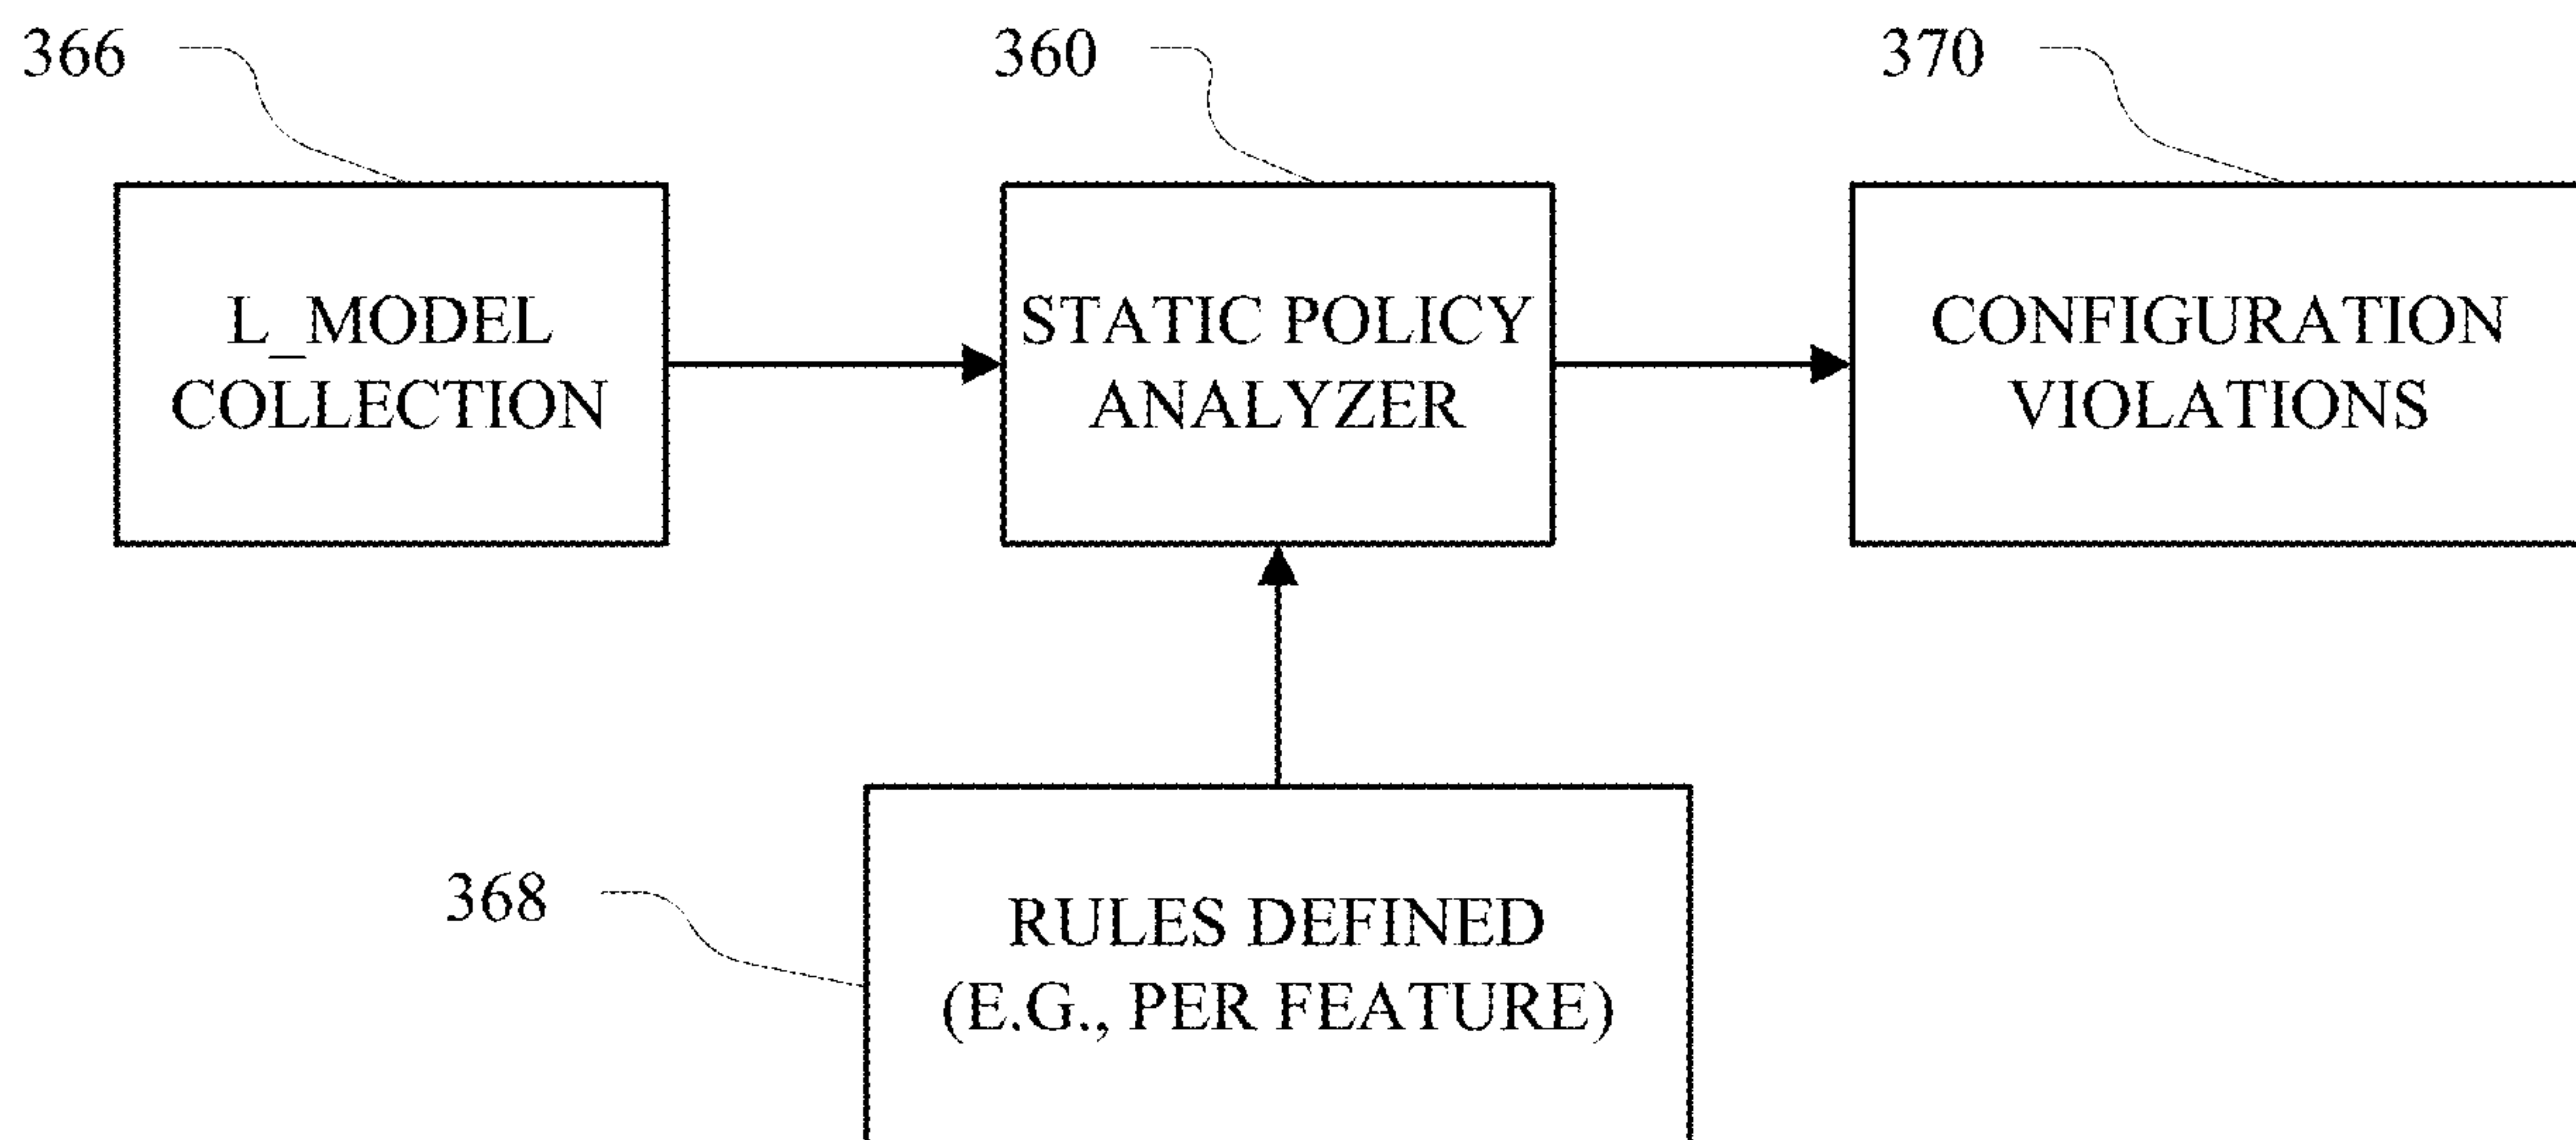 366
360
370
L_MODEL
COLLECTION
STATIC POLICY
ANALYZER
CONFIGURATION
VIOLATIONS
368
RULES DEFINED
(E.G., PER FEATURE)